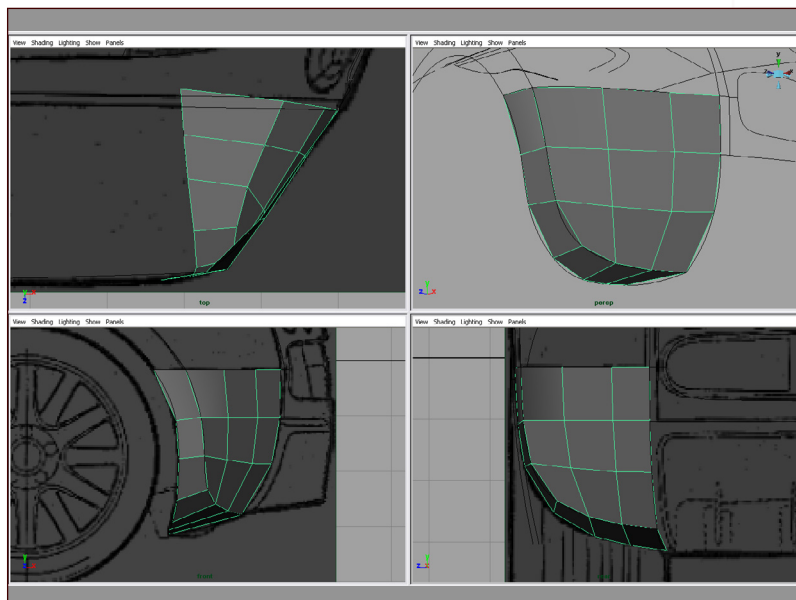 View Shading Lighting Show Panels
View Shading Lighting Show Panels
y
z
x
top
y
z x
persp
View Shading Lighting Show Panels
View Shading Lighting Show Panels
y
z x
front
y
z x